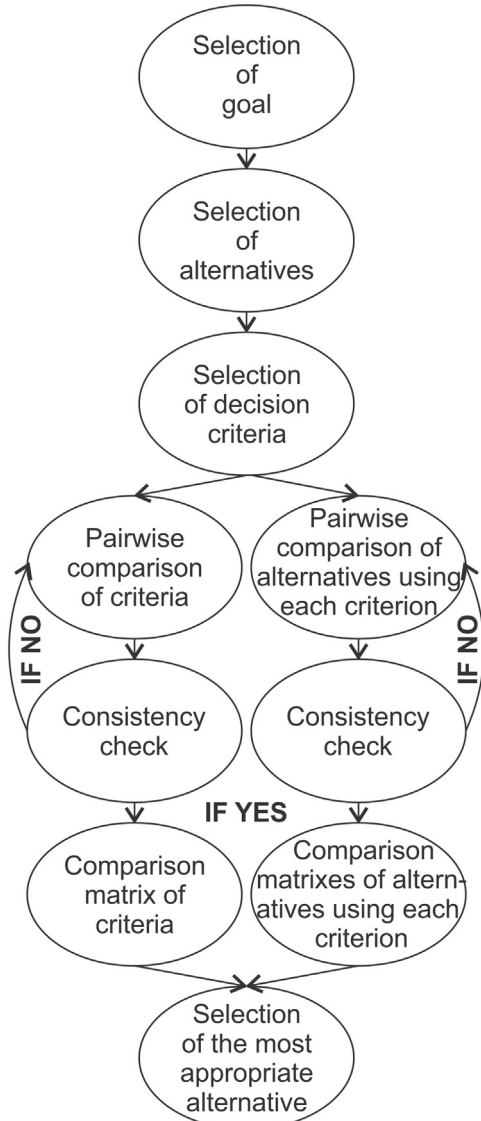 Selection
of
goal
Selection
of
alternatives
Selection
of decision
criteria
Pairwise
comparison
of criteria
Pairwise
comparison of
alternatives using
each criterion
IF NO
IF NO
Consistency
check
Consistency
check
IF YES
Comparison
matrix of
criteria
Comparison
matrixes of altern-
atives using each
criterion
Selection
of the most
appropriate
alternative